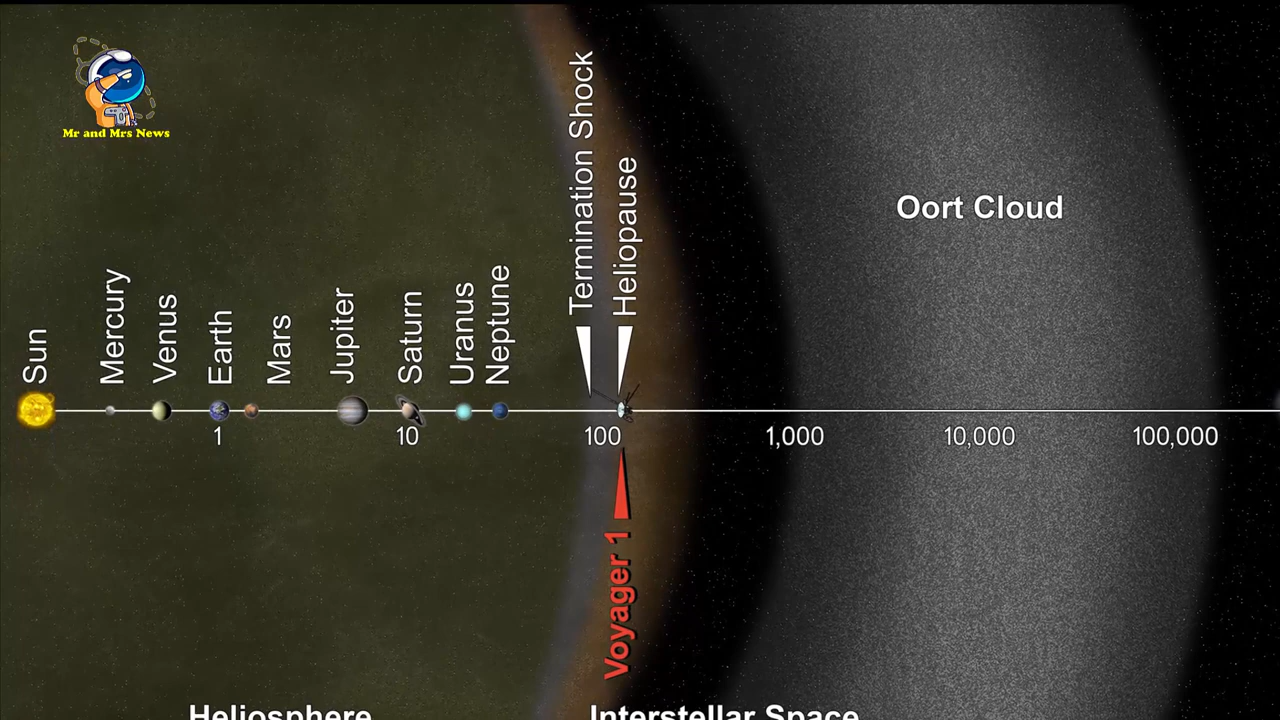 Mr and Mrs News
Sun
Mercury
Venus
Earth
Mars
Jupiter
Saturn
Uranus
Neptune
Termination Shock
Heliopause
Oort Cloud
1
10
100
1,000
10,000
100,000
Voyager 1
Heliosphere
Interstellar Space